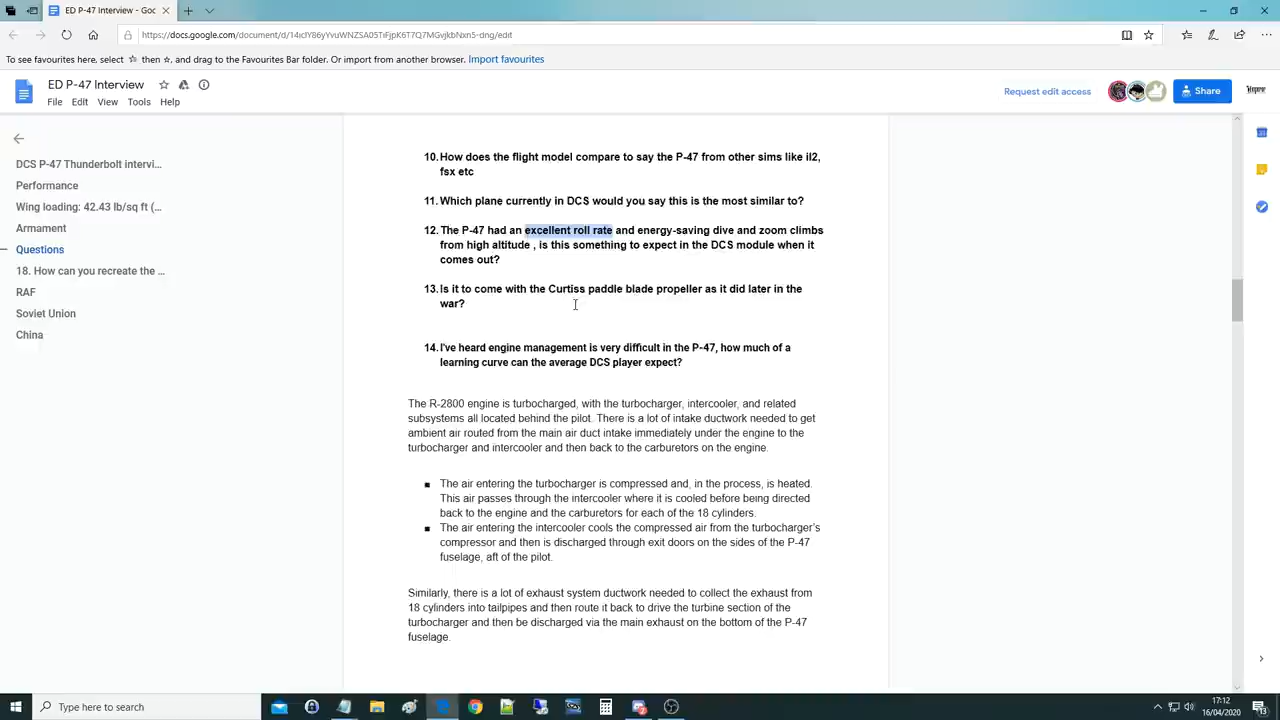 ED P-47 Interview - Goo
https://docs.google.com/document/d/14icIY86yYvuWNZSA05TiFjpK6T7Q7MGvjkbNxn5-dng/edit
To see favourites here, select ☆ then ☆, and drag to the Favourites Bar folder. Or import from another browser. Import favourites
ED P-47 Interview
File Edit View Tools Help
Request edit access
Share
DCS P-47 Thunderbolt intervi...
Performance
Wing loading: 42.43 lb/sq ft (...
Armament
Questions
18. How can you recreate the ...
RAF
Soviet Union
China
10. How does the flight model compare to say the P-47 from other sims like il2,
fsx etc
11. Which plane currently in DCS would you say this is the most similar to?
12. The P-47 had an excellent roll rate and energy-saving dive and zoom climbs
from high altitude , is this something to expect in the DCS module when it
comes out?
13. Is it to come with the Curtiss paddle blade propeller as it did later in the
war?
14. I've heard engine management is very difficult in the P-47, how much of a
learning curve can the average DCS player expect?
The R-2800 engine is turbocharged, with the turbocharger, intercooler, and related
subsystems all located behind the pilot. There is a lot of intake ductwork needed to get
ambient air routed from the main air duct intake immediately under the engine to the
turbocharger and intercooler and then back to the carburetors on the engine.
■ The air entering the turbocharger is compressed and, in the process, is heated.
This air passes through the intercooler where it is cooled before being directed
back to the engine and the carburetors for each of the 18 cylinders.
■ The air entering the intercooler cools the compressed air from the turbocharger's
compressor and then is discharged through exit doors on the sides of the P-47
fuselage, aft of the pilot.
Similarly, there is a lot of exhaust system ductwork needed to collect the exhaust from
18 cylinders into tailpipes and then route it back to drive the turbine section of the
turbocharger and then be discharged via the main exhaust on the bottom of the P-47
fuselage.
Type here to search
17:12
16/04/2020